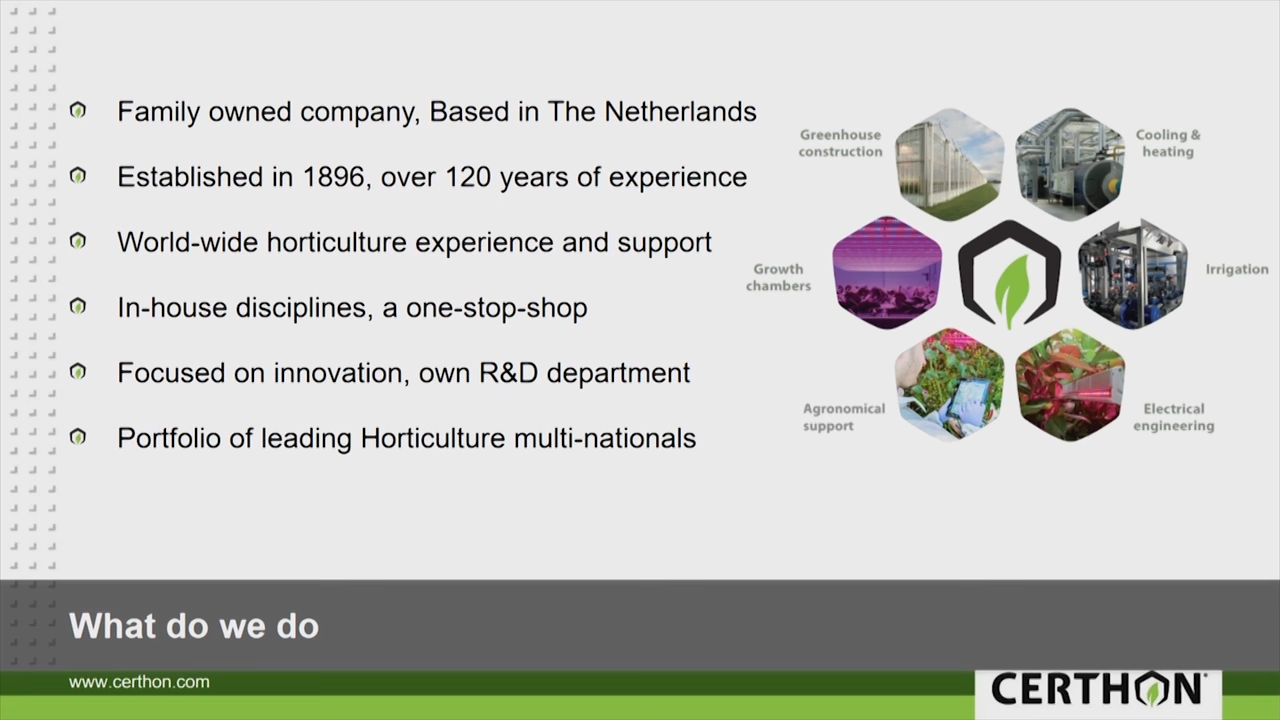 Family owned company, Based in The Netherlands
Established in 1896, over 120 years of experience
World-wide horticulture experience and support
In-house disciplines, a one-stop-shop
Focused on innovation, own R&D department
Portfolio of leading Horticulture multi-nationals
Greenhouse
construction
Cooling &
heating
Growth
chambers
Irrigation
Agronomical
support
Electrical
engineering
What do we do
www.certhon.com
CERTHON